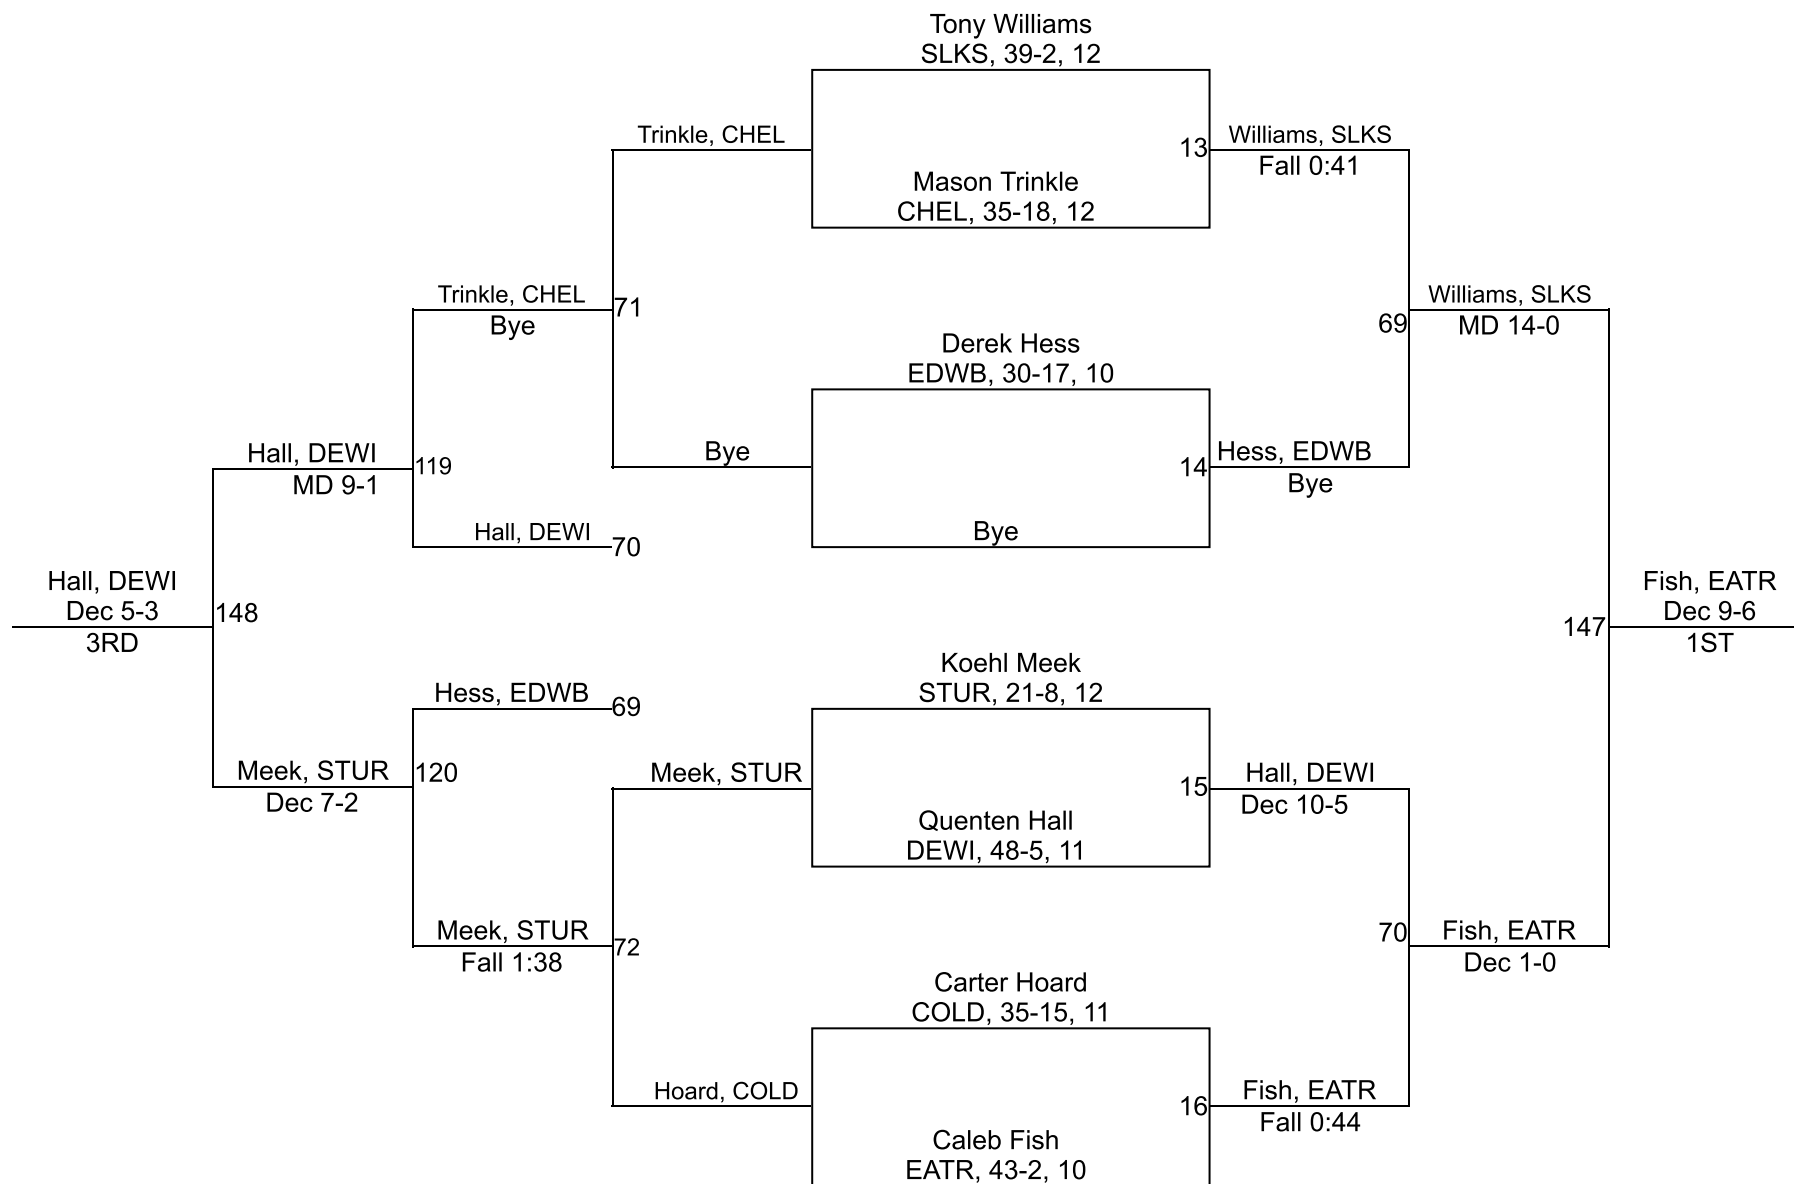 Tony Williams
SLKS, 39-2, 12
Trinkle, CHEL
13
Williams, SLKS
Fall 0:41
Mason Trinkle
CHEL, 35-18, 12
Trinkle, CHEL
Bye
71
Williams, SLKS
MD 14-0
69
Derek Hess
EDWB, 30-17, 10
Hall, DEWI
MD 9-1
119
Bye
14
Hess, EDWB
Bye
Hall, DEWI
70
Bye
Hall, DEWI
Dec 5-3
3RD
148
147
Fish, EATR
Dec 9-6
1ST
Koehl Meek
STUR, 21-8, 12
Hess, EDWB
69
Meek, STUR
Dec 7-2
120
Meek, STUR
15
Hall, DEWI
Dec 10-5
Quenten Hall
DEWI, 48-5, 11
Meek, STUR
Fall 1:38
72
70
Fish, EATR
Dec 1-0
Carter Hoard
COLD, 35-15, 11
Hoard, COLD
16
Fish, EATR
Fall 0:44
Caleb Fish
EATR, 43-2, 10